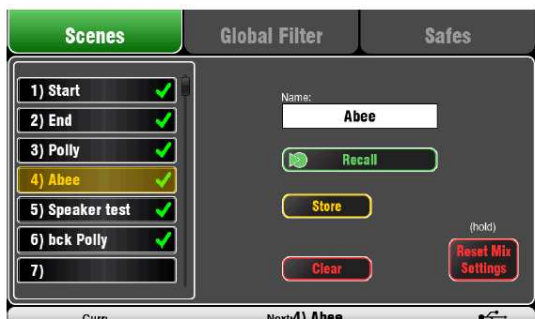 Scenes Global Filter Safes
1) Start
2) End
3) Polly
4) Abee
5) Speaker test
6) bck Polly
7)
Name:
Abee
Recall
Store
Clear
(hold)
Reset Mix
Settings
Next:4) Abee